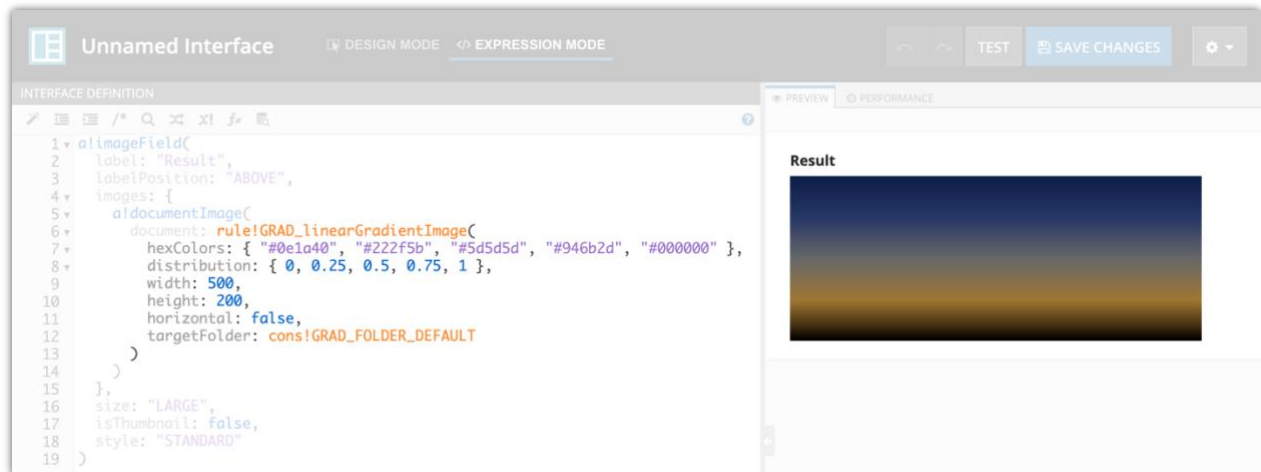 Unnamed Interface
DESIGN MODE
</> EXPRESSION MODE
TEST
SAVE CHANGES
INTERFACE DEFINITION
PREVIEW
PERFORMANCE
1 a!imageField(
2 label: "Result",
3 labelPosition: "ABOVE",
4 images: {
5 a!documentImage(
6 document: rule!GRAD_linearGradientImage(
7 hexColors: { "#0e1a40", "#222f5b", "#5d5d5d", "#946b2d", "#000000" },
8 distribution: { 0, 0.25, 0.5, 0.75, 1 },
9 width: 500,
10 height: 200,
11 horizontal: false,
12 targetFolder: cons!GRAD_FOLDER_DEFAULT
13 )
14 )
15 },
16 size: "LARGE",
17 isThumbnail: false,
18 style: "STANDARD"
19 )
Result